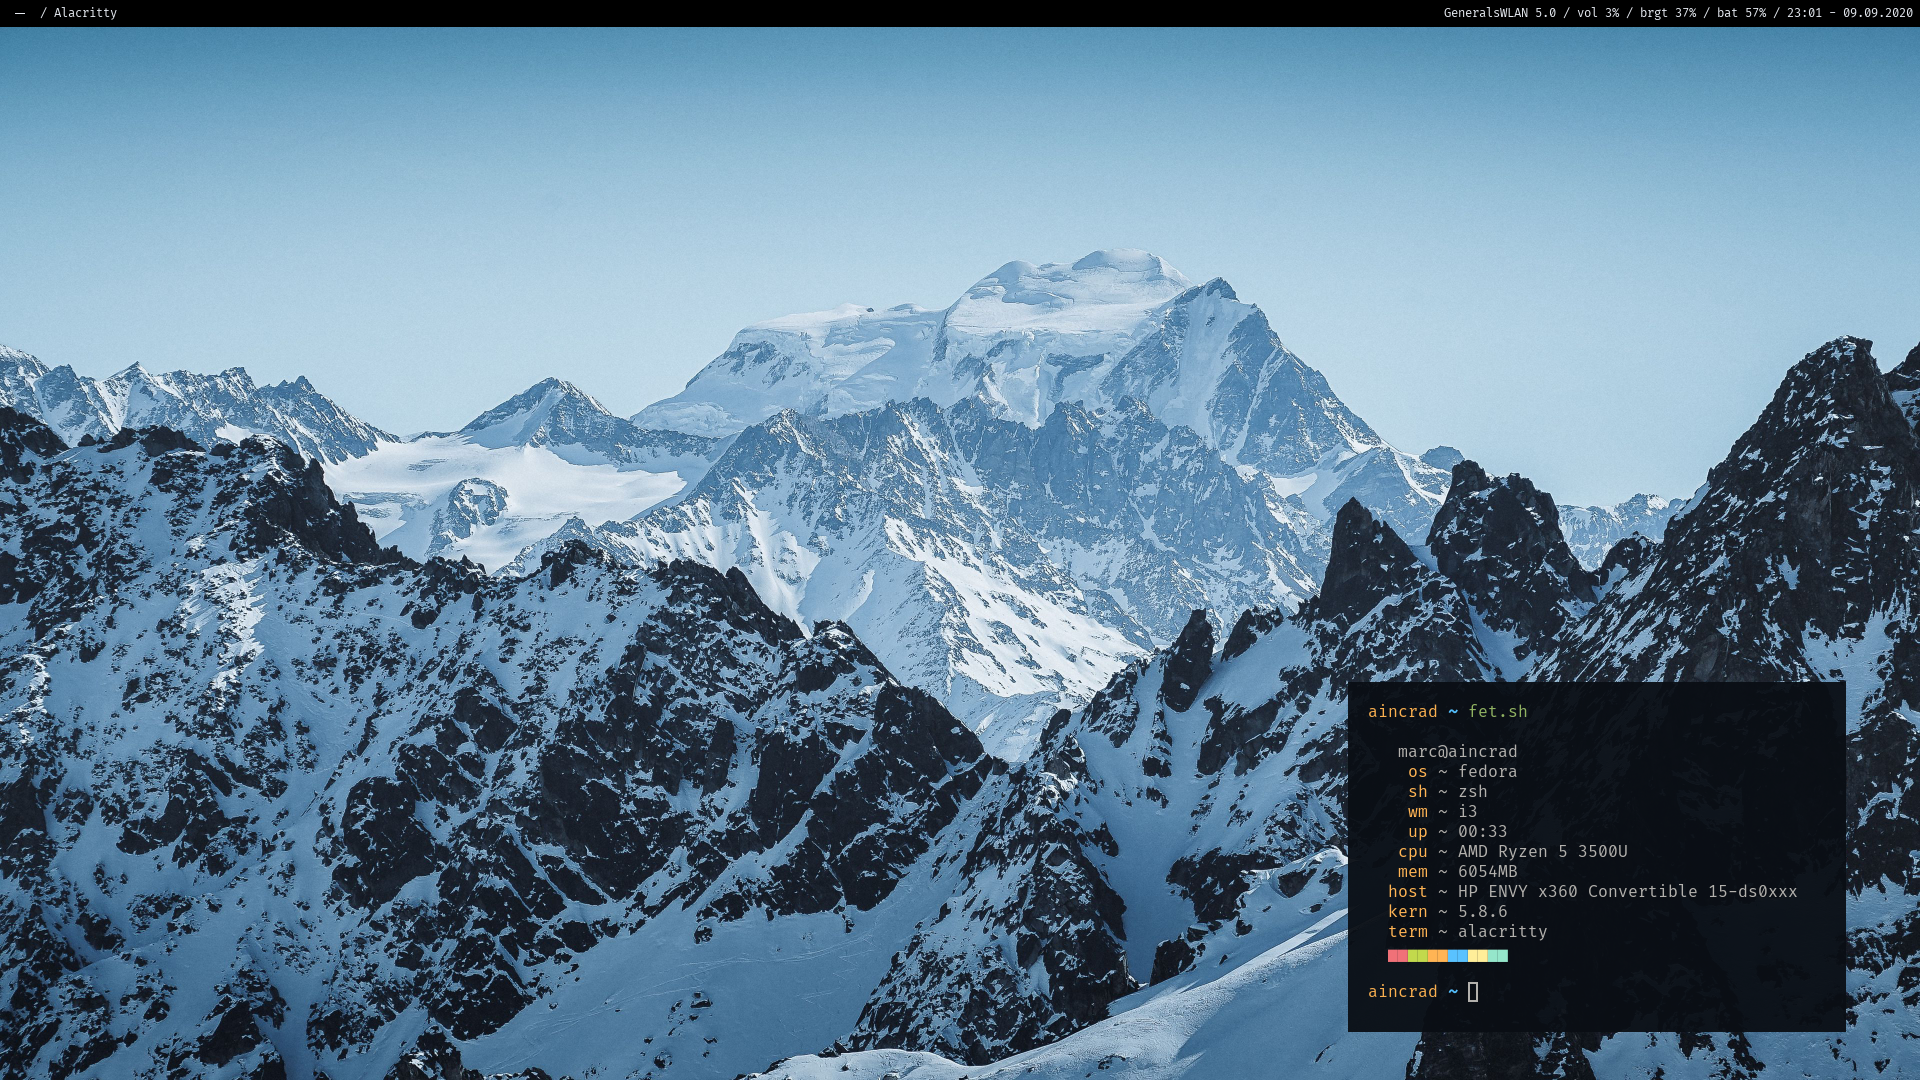 — / Alacritty
GeneralsWLAN 5.0 / vol 3% / brgt 37% / bat 57% / 23:01 - 09.09.2020
aincrad ~ fet.sh
marc@aincrad
os ~ fedora
sh ~ zsh
wm ~ i3
up ~ 00:33
cpu ~ AMD Ryzen 5 3500U
mem ~ 6054MB
host ~ HP ENVY x360 Convertible 15-ds0xxx
kern ~ 5.8.6
term ~ alacritty
aincrad ~